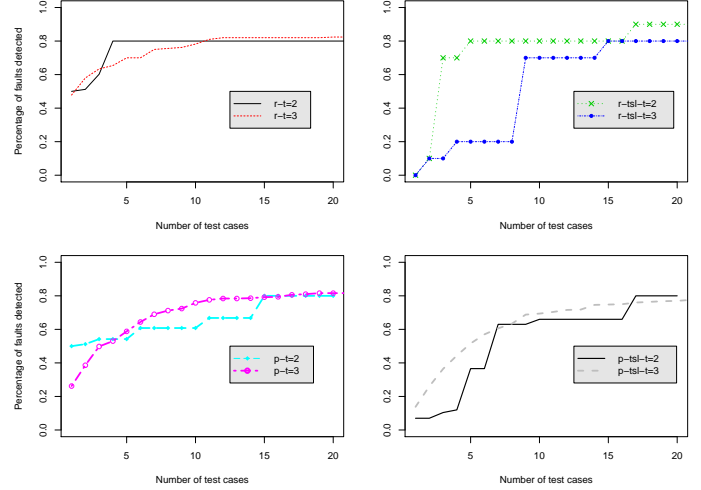 Percentage of faults detected
0.0 0.2 0.4 0.6 0.8 1.0
r−t=2
r−t=3
5 10 15 20
Number of test cases
0.0 0.2 0.4 0.6 0.8 1.0
r−tsl−t=2
r−tsl−t=3
5 10 15 20
Number of test cases
Percentage of faults detected
0.0 0.2 0.4 0.6 0.8 1.0
p−t=2
p−t=3
5 10 15 20
Number of test cases
0.0 0.2 0.4 0.6 0.8 1.0
p−tsl−t=2
p−tsl−t=3
5 10 15 20
Number of test cases